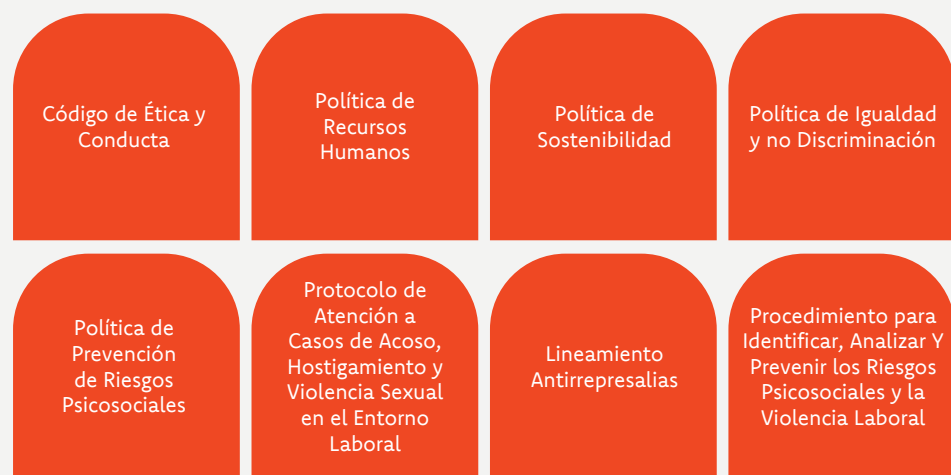 Código de Ética y
Conducta
Política de
Recursos
Humanos
Política de
Sostenibilidad
Política de Igualdad
y no Discriminación
Política de
Prevención
de Riesgos
Psicosociales
Protocolo de
Atención a
Casos de Acoso,
Hostigamiento y
Violencia Sexual
en el Entorno
Laboral
Lineamiento
Antirrepresalias
Procedimiento para
Identificar, Analizar Y
Prevenir los Riesgos
Psicosociales y la
Violencia Laboral